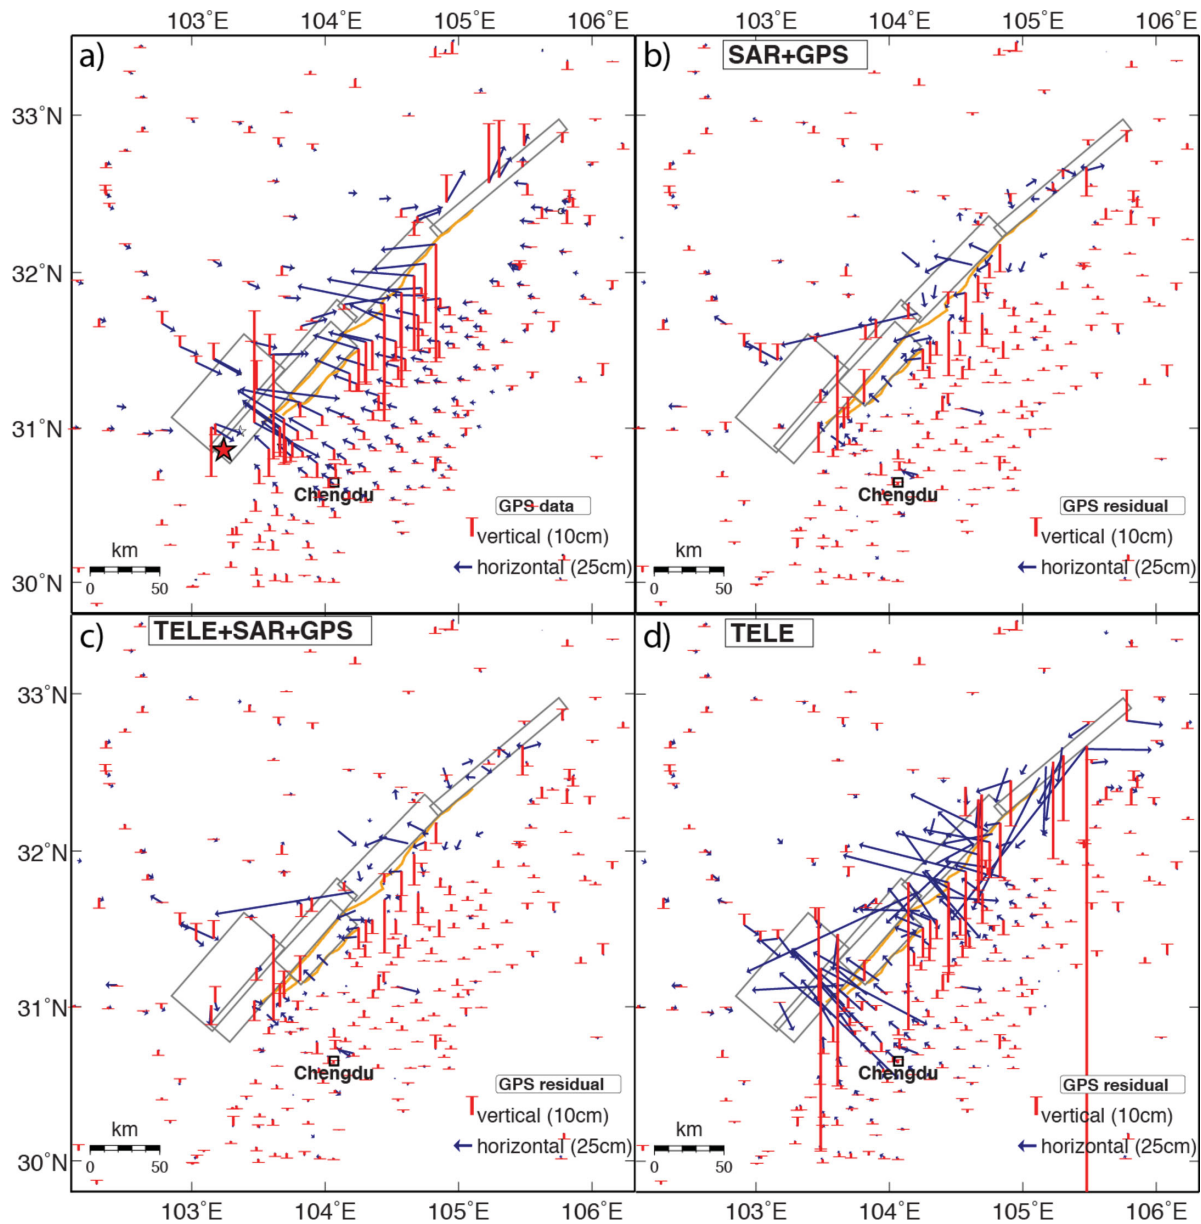 103°E 104°E 105°E 106°E 103°E 104°E 105°E 106°E
a)
b) SAR+GPS
33°N
32°N
31°N
Chengdu
GPS data
vertical (10cm)
km
horizontal (25cm)
0 50
30°N
Chengdu
GPS residual
vertical (10cm)
km
horizontal (25cm)
0 50
c) TELE+SAR+GPS
d) TELE
33°N
32°N
31°N
Chengdu
GPS residual
vertical (10cm)
km
horizontal (25cm)
0 50
30°N
Chengdu
GPS residual
vertical (10cm)
km
horizontal (25cm)
0 50
103°E 104°E 105°E 106°E 103°E 104°E 105°E 106°E